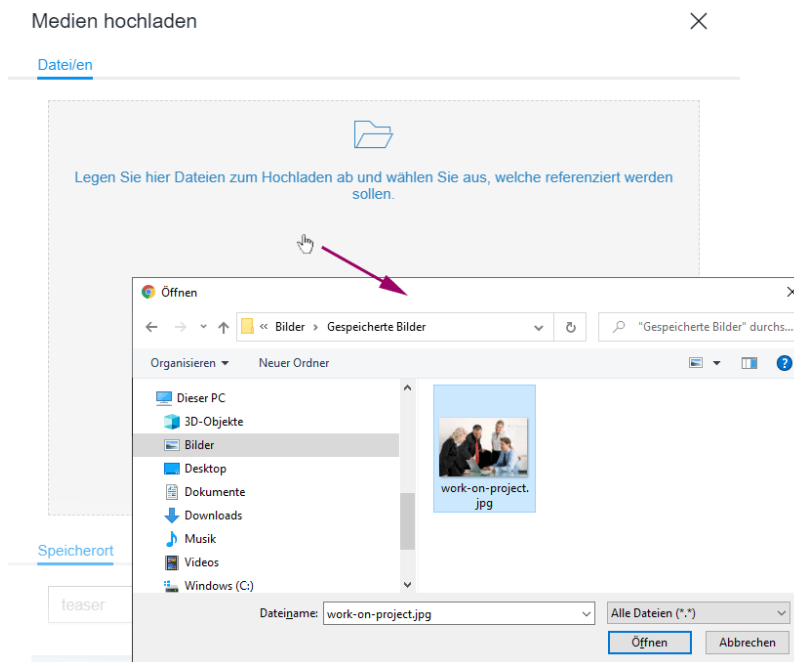 Medien hochladen
Datei/en
Legen Sie hier Dateien zum Hochladen ab und wählen Sie aus, welche referenziert werden
sollen.
Öffnen
« Bilder › Gespeicherte Bilder
"Gespeicherte Bilder" durchs...
Organisieren
Neuer Ordner
Dieser PC
3D-Objekte
Bilder
Desktop
Dokumente
Downloads
Musik
Videos
Windows (C:)
work-on-project.
jpg
Speicherort
teaser
Dateiname:
work-on-project.jpg
Alle Dateien (*.*)
Öffnen
Abbrechen